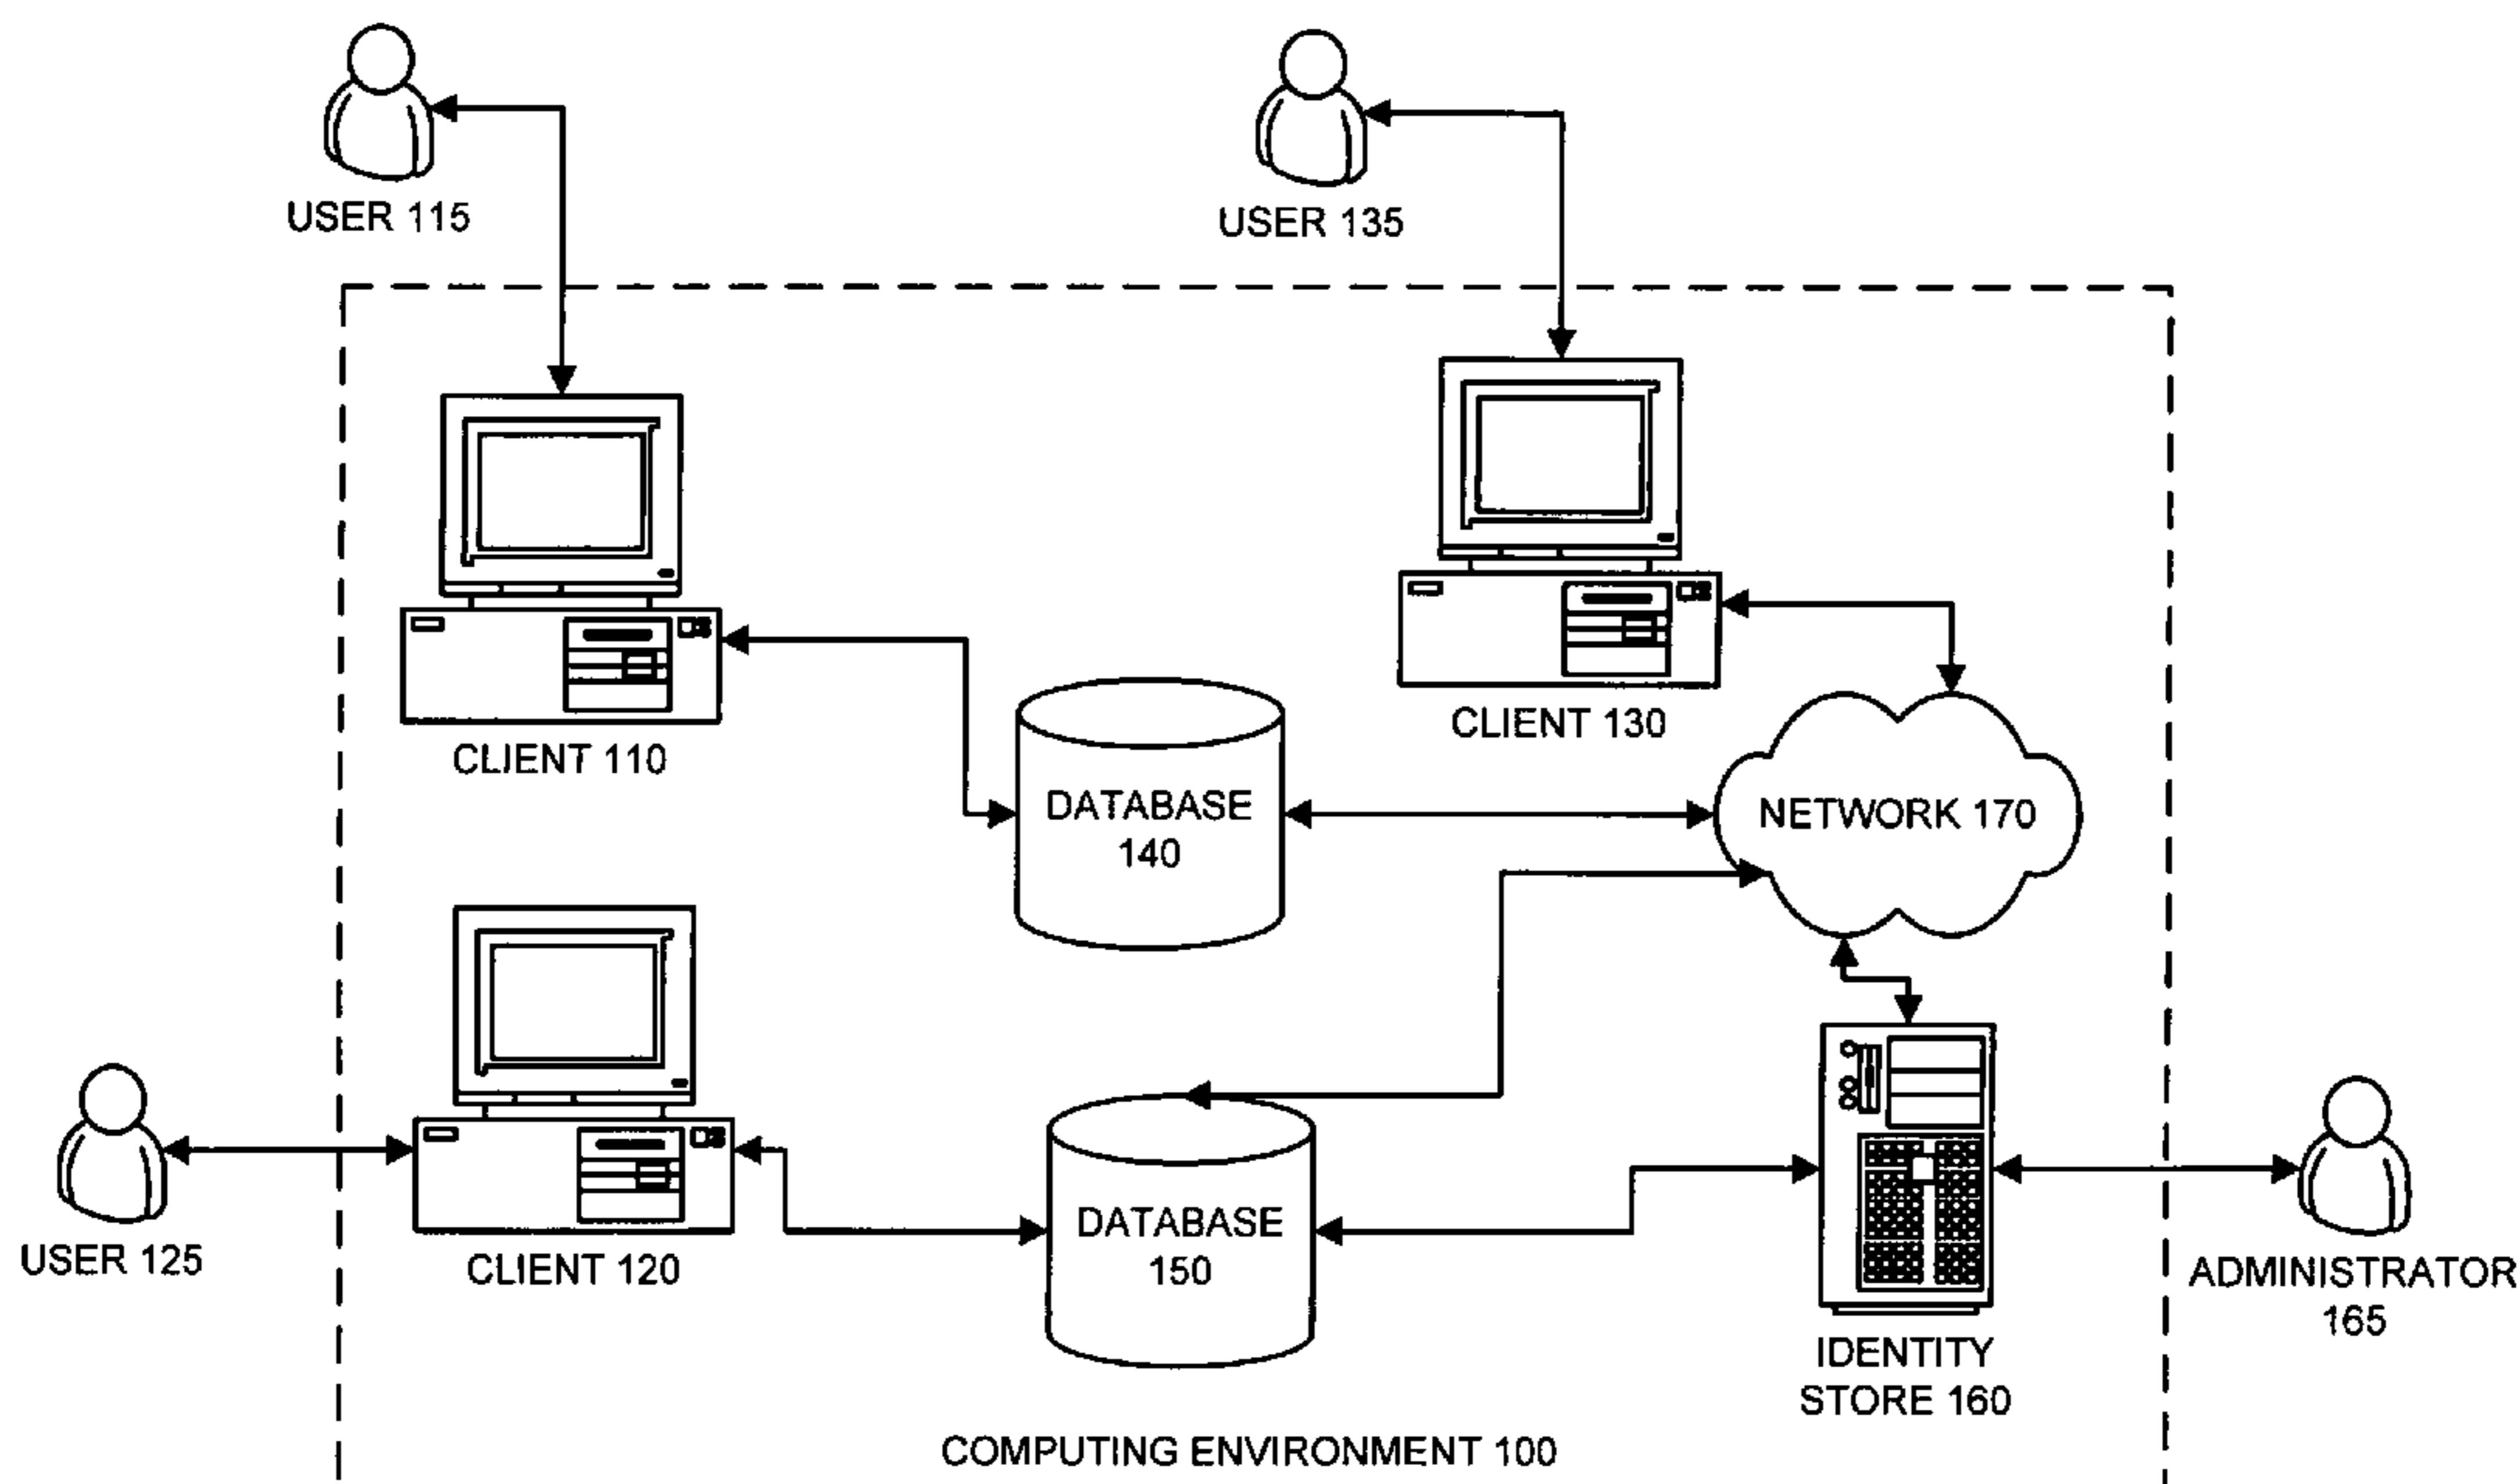 USER 115
USER 135
CLIENT 110
CLIENT 130
DATABASE
140
NETWORK 170
USER 125
CLIENT 120
DATABASE
150
ADMINISTRATOR
165
IDENTITY
STORE 160
COMPUTING ENVIRONMENT 100